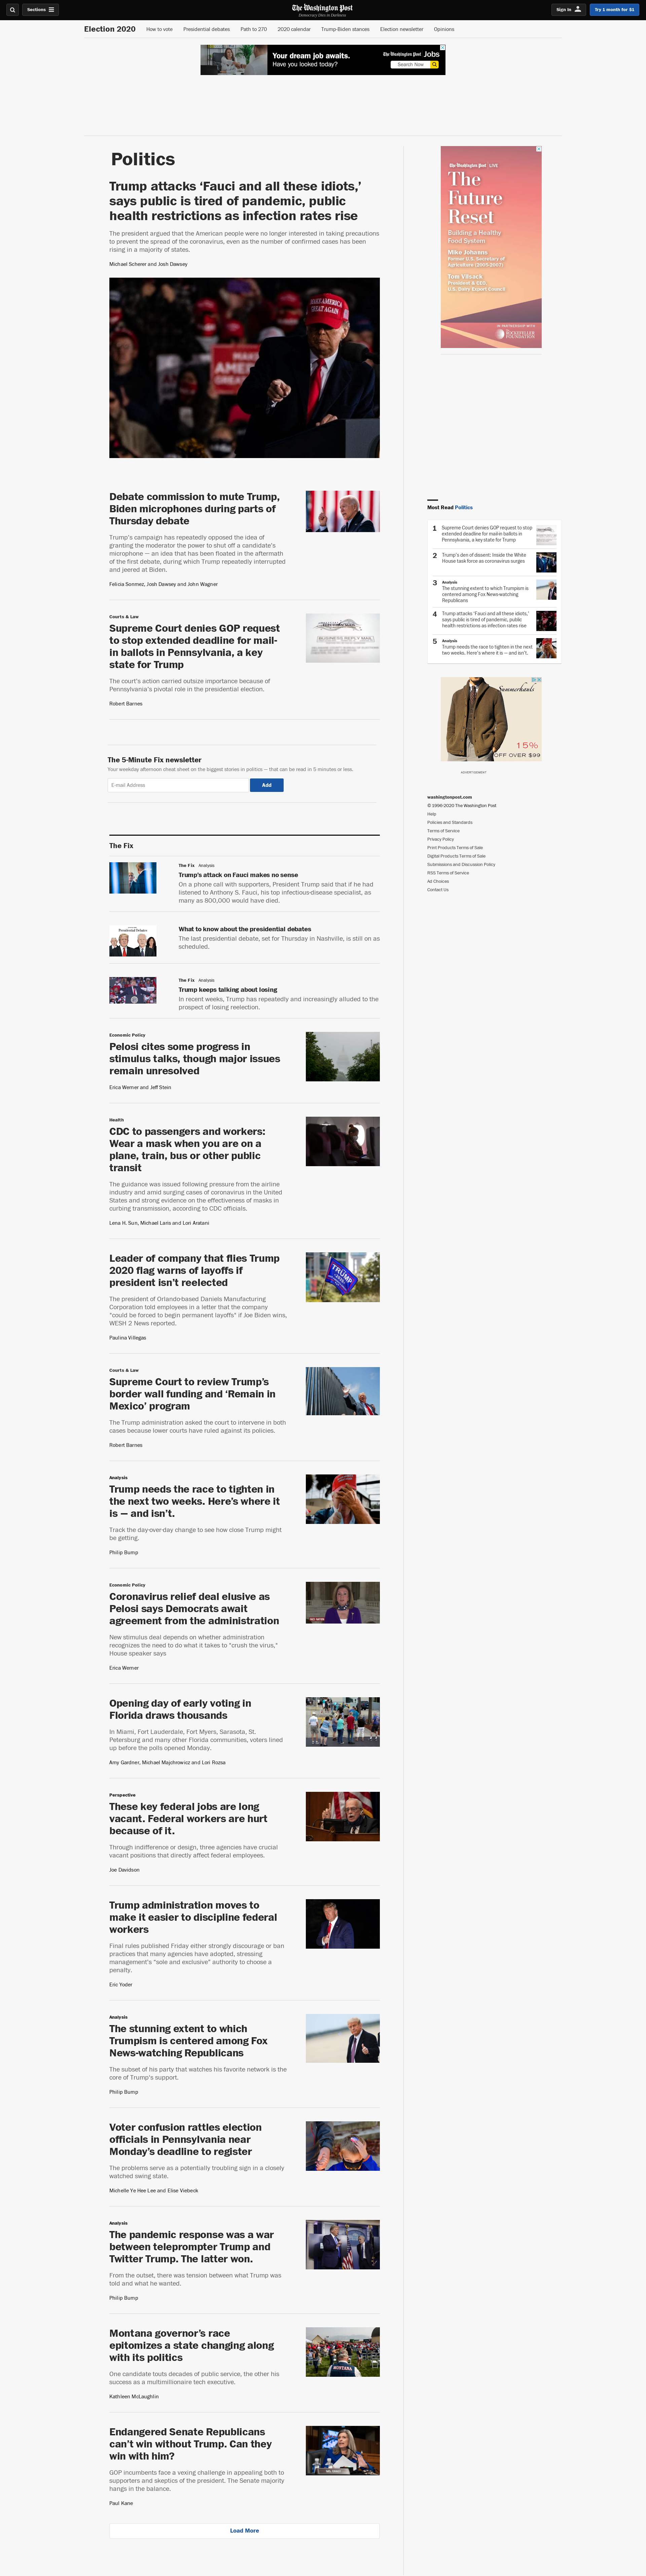 Sections
The Washington Post
Democracy Dies in Darkness
Sign In
Try 1 month for $1
Election 2020
How to vote
Presidential debates
Path to 270
2020 calendar
Trump-Biden stances
Election newsletter
Opinions
Your dream job awaits.
Have you looked today?
The Washington Post Jobs
Search Now
Politics
Trump attacks ‘Fauci and all these idiots,’
says public is tired of pandemic, public
health restrictions as infection rates rise
The president argued that the American people were no longer interested in taking precautions
to prevent the spread of the coronavirus, even as the number of confirmed cases has been
rising in a majority of states.
Michael Scherer and Josh Dawsey
MAKE AMERICA
GREAT AGAIN
Debate commission to mute Trump,
Biden microphones during parts of
Thursday debate
Trump’s campaign has repeatedly opposed the idea of
granting the moderator the power to shut off a candidate’s
microphone — an idea that has been floated in the aftermath
of the first debate, during which Trump repeatedly interrupted
and jeered at Biden.
Felicia Sonmez, Josh Dawsey and John Wagner
Courts & Law
Supreme Court denies GOP request
to stop extended deadline for mail-
in ballots in Pennsylvania, a key
state for Trump
The court’s action carried outsize importance because of
Pennsylvania’s pivotal role in the presidential election.
Robert Barnes
BUSINESS REPLY MAIL
The 5-Minute Fix newsletter
Your weekday afternoon cheat sheet on the biggest stories in politics — that can be read in 5 minutes or less.
E-mail Address
Add
The Fix
The Fix Analysis
Trump’s attack on Fauci makes no sense
On a phone call with supporters, President Trump said that if he had
listened to Anthony S. Fauci, his top infectious-disease specialist, as
many as 800,000 would have died.
What to know about the presidential debates
The last presidential debate, set for Thursday in Nashville, is still on as
scheduled.
The Fix Analysis
Trump keeps talking about losing
In recent weeks, Trump has repeatedly and increasingly alluded to the
prospect of losing reelection.
Economic Policy
Pelosi cites some progress in
stimulus talks, though major issues
remain unresolved
Erica Werner and Jeff Stein
Health
CDC to passengers and workers:
Wear a mask when you are on a
plane, train, bus or other public
transit
The guidance was issued following pressure from the airline
industry and amid surging cases of coronavirus in the United
States and strong evidence on the effectiveness of masks in
curbing transmission, according to CDC officials.
Lena H. Sun, Michael Laris and Lori Aratani
Leader of company that flies Trump
2020 flag warns of layoffs if
president isn’t reelected
The president of Orlando-based Daniels Manufacturing
Corporation told employees in a letter that the company
"could be forced to begin permanent layoffs" if Joe Biden wins,
WESH 2 News reported.
Paulina Villegas
TRUMP
Courts & Law
Supreme Court to review Trump’s
border wall funding and ‘Remain in
Mexico’ program
The Trump administration asked the court to intervene in both
cases because lower courts have ruled against its policies.
Robert Barnes
Analysis
Trump needs the race to tighten in
the next two weeks. Here’s where it
is — and isn’t.
Track the day-over-day change to see how close Trump might
be getting.
Philip Bump
Economic Policy
Coronavirus relief deal elusive as
Pelosi says Democrats await
agreement from the administration
New stimulus deal depends on whether administration
recognizes the need to do what it takes to "crush the virus,"
House speaker says
Erica Werner
Opening day of early voting in
Florida draws thousands
In Miami, Fort Lauderdale, Fort Myers, Sarasota, St.
Petersburg and many other Florida communities, voters lined
up before the polls opened Monday.
Amy Gardner, Michael Majchrowicz and Lori Rozsa
Perspective
These key federal jobs are long
vacant. Federal workers are hurt
because of it.
Through indifference or design, three agencies have crucial
vacant positions that directly affect federal employees.
Joe Davidson
Trump administration moves to
make it easier to discipline federal
workers
Final rules published Friday either strongly discourage or ban
practices that many agencies have adopted, stressing
management’s “sole and exclusive” authority to choose a
penalty.
Eric Yoder
Analysis
The stunning extent to which
Trumpism is centered among Fox
News-watching Republicans
The subset of his party that watches his favorite network is the
core of Trump’s support.
Philip Bump
Voter confusion rattles election
officials in Pennsylvania near
Monday’s deadline to register
The problems serve as a potentially troubling sign in a closely
watched swing state.
Michelle Ye Hee Lee and Elise Viebeck
Analysis
The pandemic response was a war
between teleprompter Trump and
Twitter Trump. The latter won.
From the outset, there was tension between what Trump was
told and what he wanted.
Philip Bump
Montana governor’s race
epitomizes a state changing along
with its politics
One candidate touts decades of public service, the other his
success as a multimillionaire tech executive.
Kathleen McLaughlin
MONTANA
Endangered Senate Republicans
can’t win without Trump. Can they
win with him?
GOP incumbents face a vexing challenge in appealing both to
supporters and skeptics of the president. The Senate majority
hangs in the balance.
Paul Kane
Load More
The Washington Post LIVE
The
Future
Reset
Building a Healthy
Food System
Mike Johanns
Former U.S. Secretary of
Agriculture (2005-2007)
Tom Vilsack
President & CEO,
U.S. Dairy Export Council
IN PARTNERSHIP WITH
ROCKEFELLER
FOUNDATION
Most Read Politics
1 Supreme Court denies GOP request to stop
extended deadline for mail-in ballots in
Pennsylvania, a key state for Trump
2 Trump’s den of dissent: Inside the White
House task force as coronavirus surges
3 Analysis
The stunning extent to which Trumpism is
centered among Fox News-watching
Republicans
4 Trump attacks ‘Fauci and all these idiots,’
says public is tired of pandemic, public
health restrictions as infection rates rise
5 Analysis
Trump needs the race to tighten in the next
two weeks. Here’s where it is — and isn’t.
15%
OFF OVER $99
ADVERTISEMENT
washingtonpost.com
© 1996-2020 The Washington Post
Help
Policies and Standards
Terms of Service
Privacy Policy
Print Products Terms of Sale
Digital Products Terms of Sale
Submissions and Discussion Policy
RSS Terms of Service
Ad Choices
Contact Us